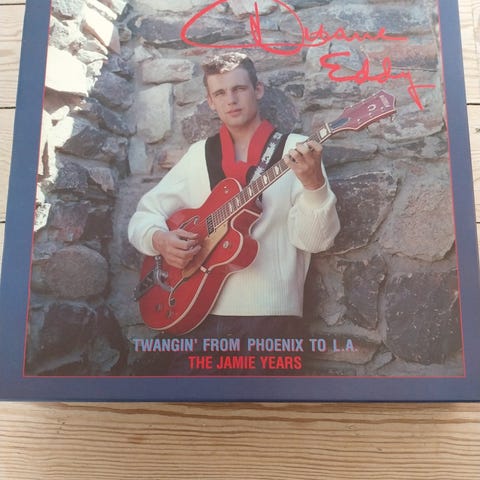 Duane
Eddy
TWANGIN' FROM PHOENIX TO L.A.
THE JAMIE YEARS